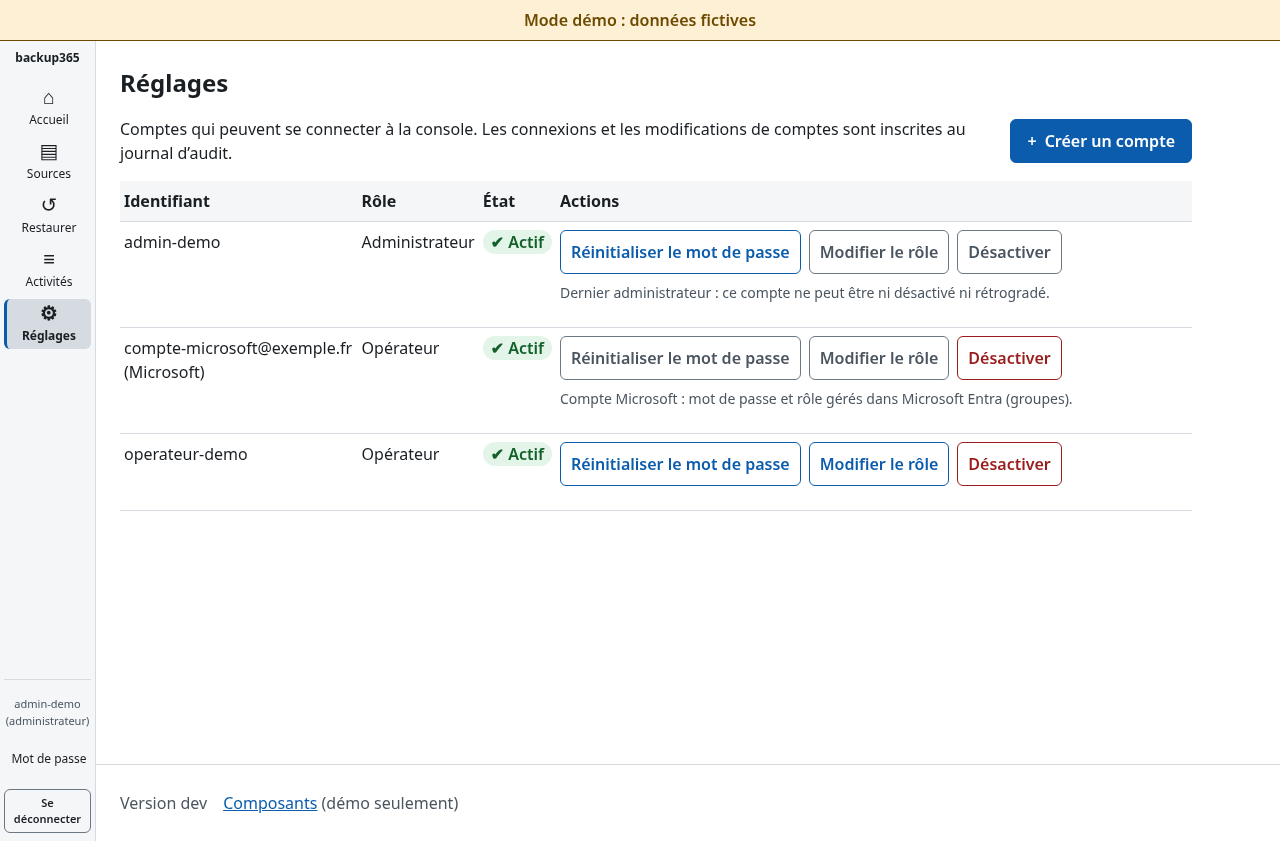 Mode démo : données fictives
backup365
Accueil
Sources
Restaurer
Activités
Réglages
admin-demo
(administrateur)
Mot de passe
Se
déconnecter
Réglages
Comptes qui peuvent se connecter à la console. Les connexions et les modifications de comptes sont inscrites au
journal d’audit.
+ Créer un compte
Identifiant Rôle État Actions
admin-demo Administrateur ✔ Actif Réinitialiser le mot de passe Modifier le rôle Désactiver
Dernier administrateur : ce compte ne peut être ni désactivé ni rétrogradé.
compte-microsoft@exemple.fr Opérateur ✔ Actif Réinitialiser le mot de passe Modifier le rôle Désactiver
(Microsoft)
Compte Microsoft : mot de passe et rôle gérés dans Microsoft Entra (groupes).
operateur-demo Opérateur ✔ Actif Réinitialiser le mot de passe Modifier le rôle Désactiver
Version dev Composants (démo seulement)